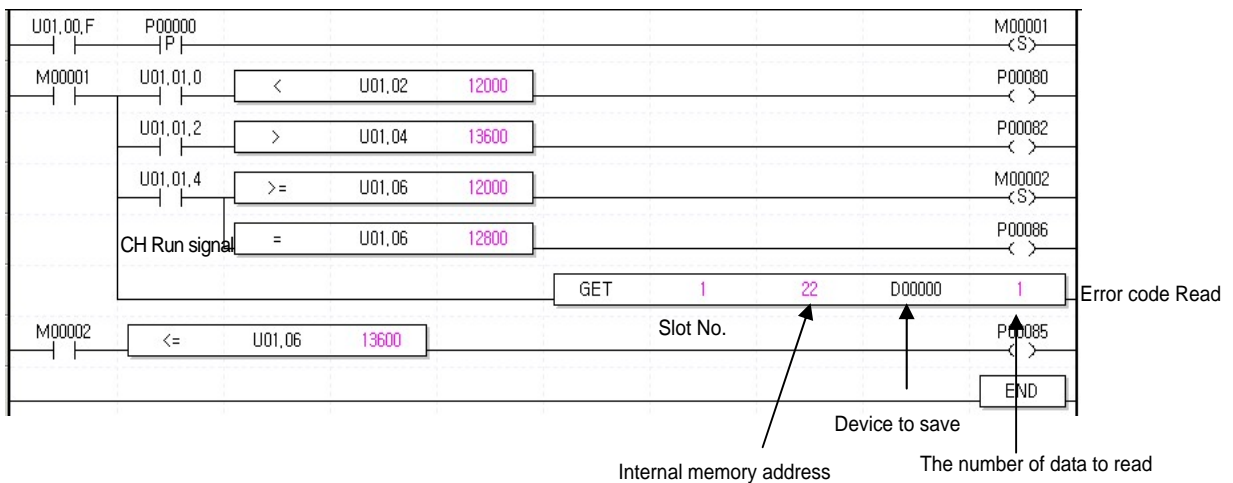 U01,00,F P00000 M00001
P (S)
M00001 U01,01,0 < U01,02 12000 P00080
U01,01,2 > U01,04 13600 P00082
U01,01,4 >= U01,06 12000 M00002
(S)
CH Run signal = U01,06 12800 P00086
GET 1 22 D00000 1 Error code Read
Slot No.
M00002 <= U01,06 13600 P00085
END
Device to save
Internal memory address The number of data to read